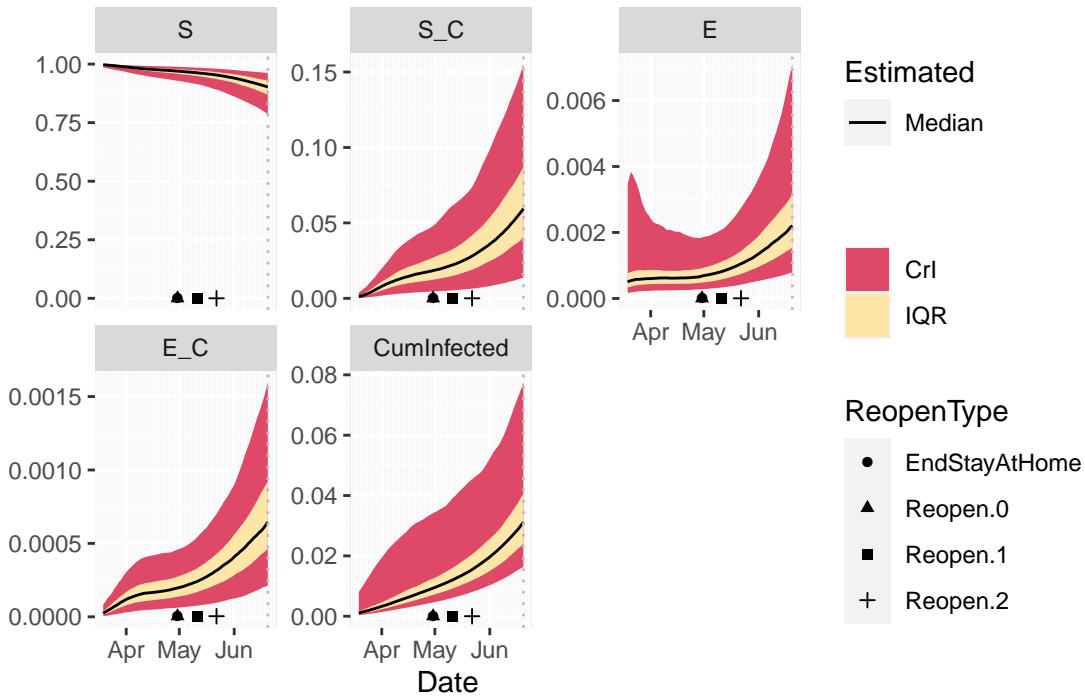 S
S_C
E
1.00
0.75
0.50
0.25
0.00
0.15
0.10
0.05
0.00
0.006
0.004
0.002
0.000
Apr May Jun
E_C
CumInfected
0.0015
0.0010
0.0005
0.0000
Apr May Jun
0.08
0.06
0.04
0.02
0.00
Apr May Jun
Date
Estimated
Median
CrI
IQR
ReopenType
EndStayAtHome
Reopen.0
Reopen.1
Reopen.2